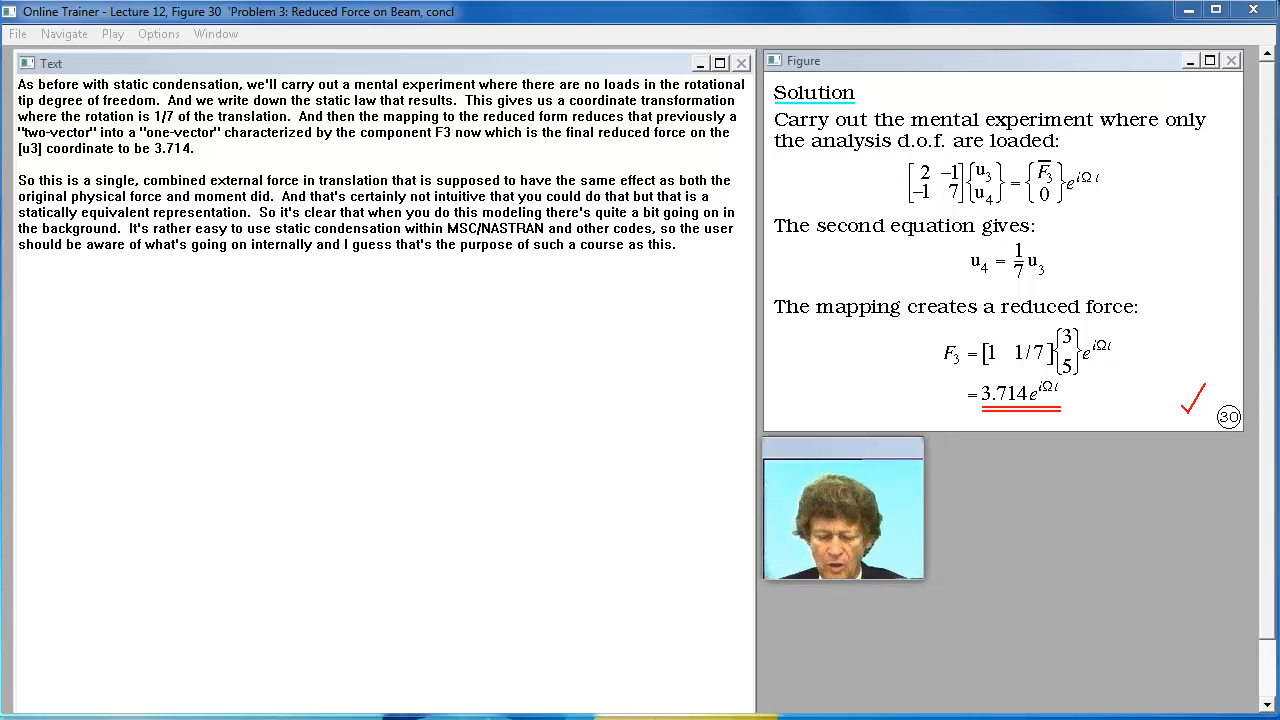 Online Trainer - Lecture 12, Figure 30 'Problem 3: Reduced Force on Beam, concl
File Navigate Play Options Window
Text
As before with static condensation, we'll carry out a mental experiment where there are no loads in the rotational
tip degree of freedom. And we write down the static law that results. This gives us a coordinate transformation
where the rotation is 1/7 of the translation. And then the mapping to the reduced form reduces that previously a
"two-vector" into a "one-vector" characterized by the component F3 now which is the final reduced force on the
[u3] coordinate to be 3.714.
So this is a single, combined external force in translation that is supposed to have the same effect as both the
original physical force and moment did. And that's certainly not intuitive that you could do that but that is a
statically equivalent representation. So it's clear that when you do this modeling there's quite a bit going on in
the background. It's rather easy to use static condensation within MSC/NASTRAN and other codes, so the user
should be aware of what's going on internally and I guess that's the purpose of such a course as this.
Figure
Solution
Carry out the mental experiment where only
the analysis d.o.f. are loaded:
[2 −1; −1 7] {u₃; u₄} = {F̅₃; 0} e^{iΩt}
The second equation gives:
u₄ = 1/7 u₃
The mapping creates a reduced force:
F₃ = [1 1/7] {3; 5} e^{iΩt}
= 3.714 e^{iΩt}
30